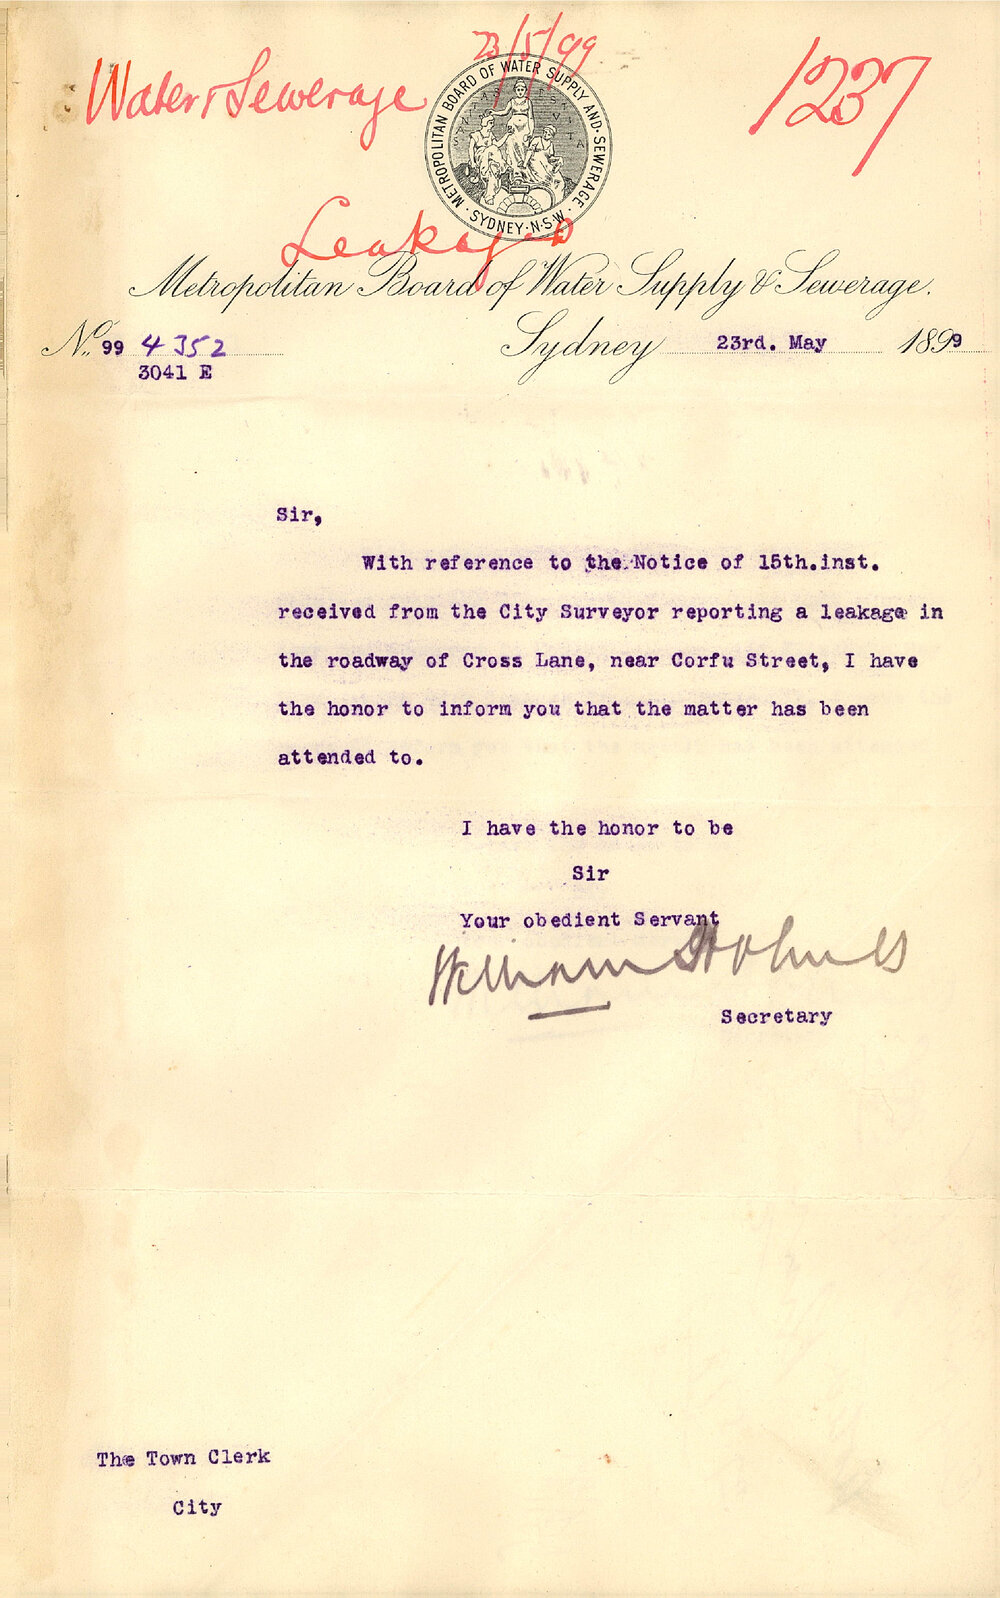 23/5/99
Water & Sewerage
1237
METROPOLITAN BOARD OF WATER SUPPLY AND SEWERAGE.
SYDNEY·N·S·W·
Leakages
Metropolitan Board of Water Supply & Sewerage.
No. 99 4352
3041 E
Sydney 23rd. May 1899
Sir,
With reference to the Notice of 15th.inst.
received from the City Surveyor reporting a leakage in
the roadway of Cross Lane, near Corfu Street, I have
the honor to inform you that the matter has been
attended to.
I have the honor to be
Sir
Your obedient Servant
William Holmes
Secretary
The Town Clerk
City